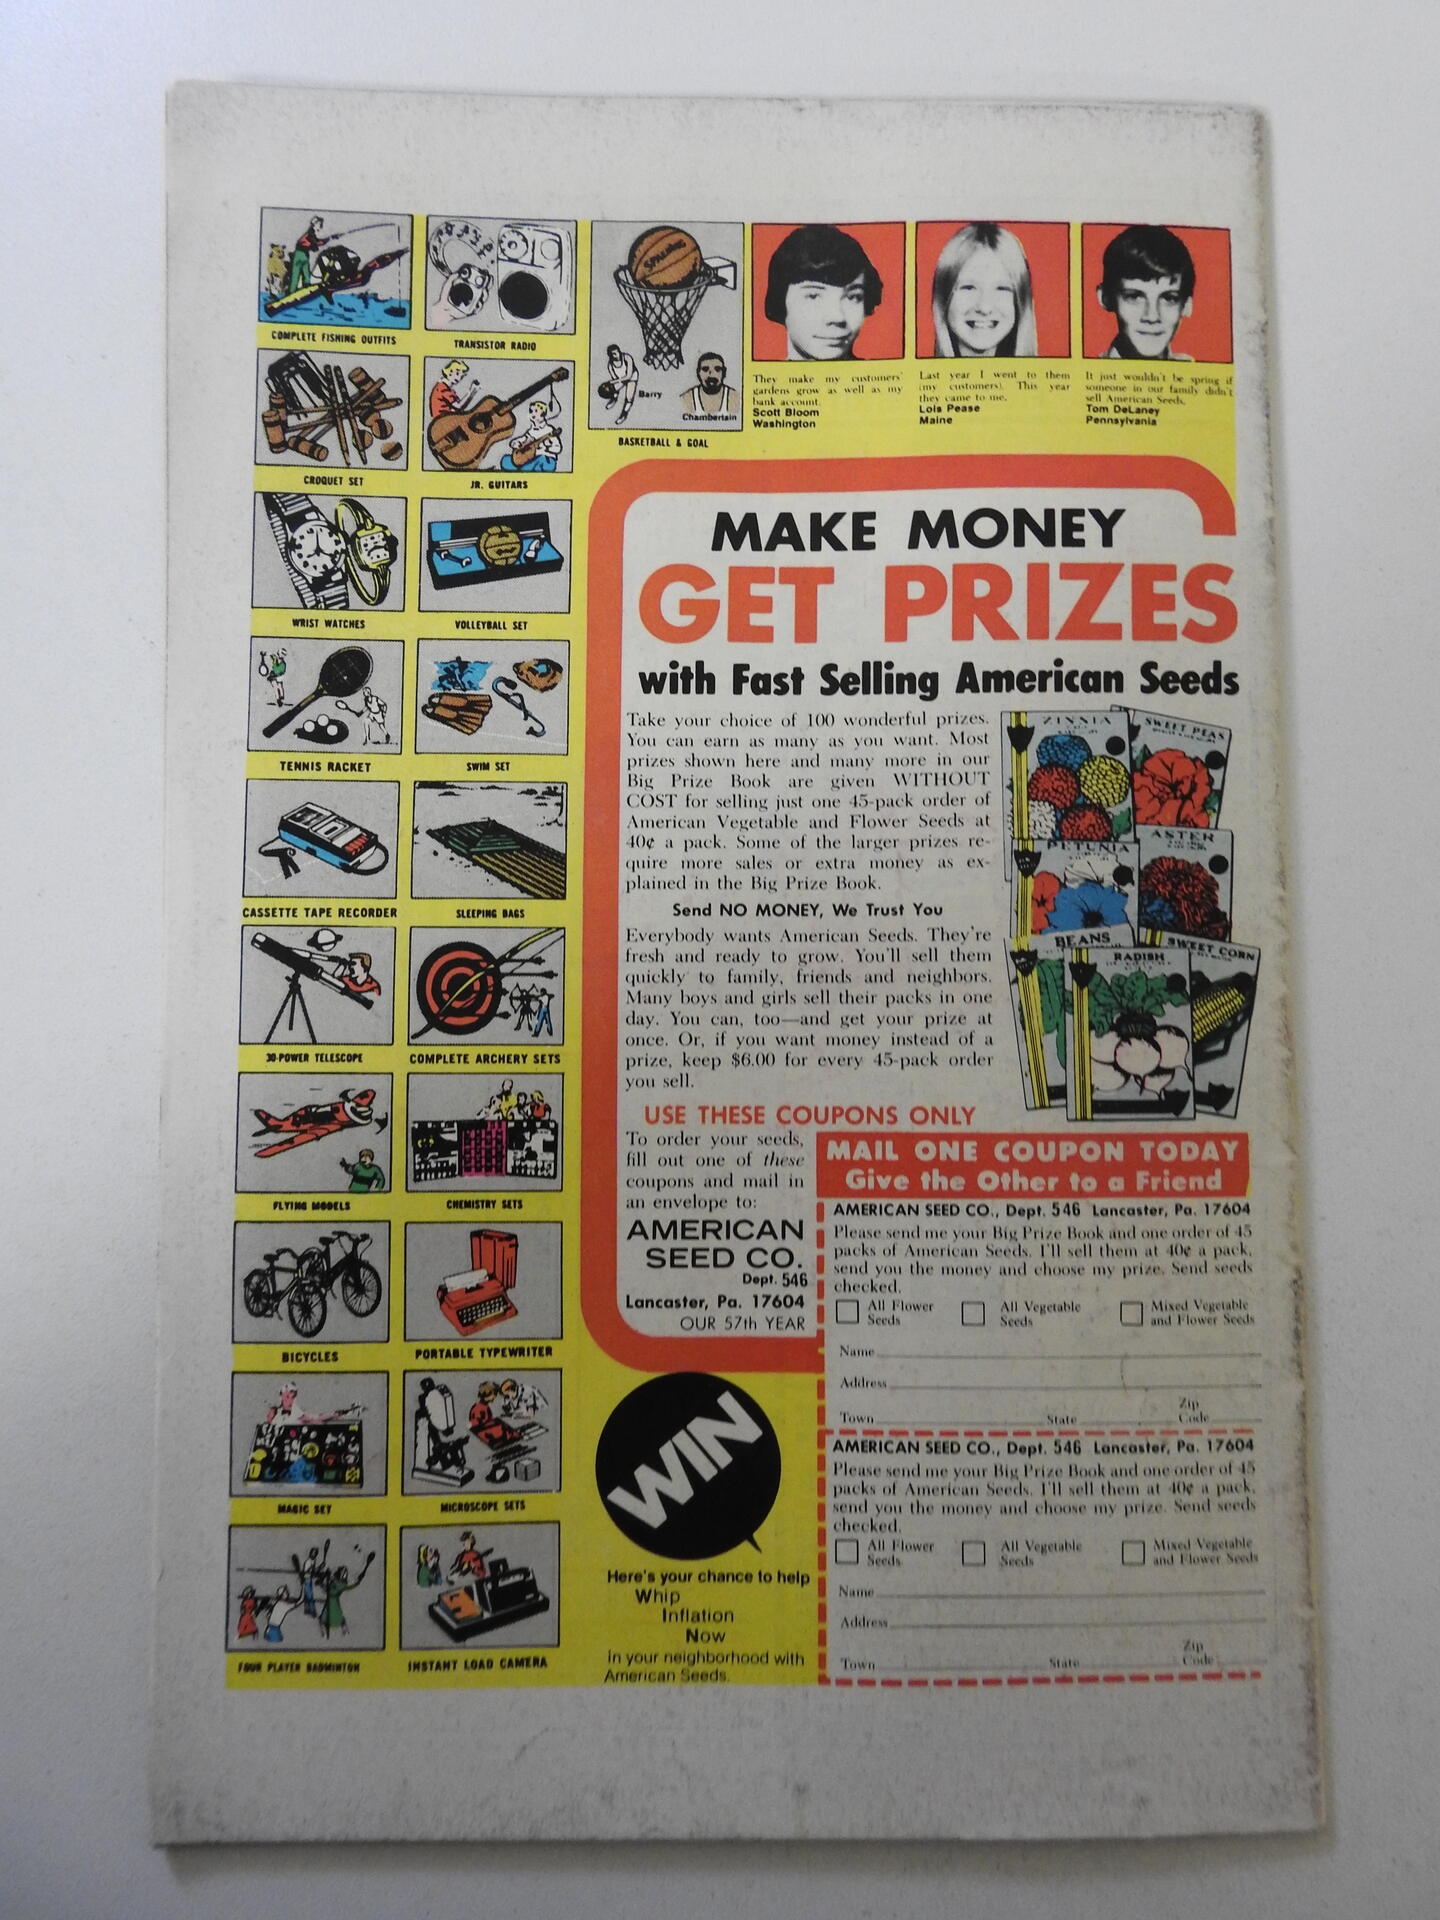 COMPLETE FISHING OUTFITS
TRANSISTOR RADIO
SPALDING
Barry
Chamberlain
BASKETBALL & GOAL
They make my customers'
gardens grow as well as my
bank account.
Scott Bloom
Washington
Last year I went to them
(my customers). This year
they came to me.
Lois Pease
Maine
It just wouldn't be spring if
someone in our family didn't
sell American Seeds.
Tom DeLaney
Pennsylvania
CROQUET SET
JR. GUITARS
WRIST WATCHES
VOLLEYBALL SET
TENNIS RACKET
SWIM SET
CASSETTE TAPE RECORDER
SLEEPING BAGS
30-POWER TELESCOPE
COMPLETE ARCHERY SETS
FLYING MODELS
CHEMISTRY SETS
BICYCLES
PORTABLE TYPEWRITER
MAGIC SET
MICROSCOPE SETS
FOUR PLAYER BADMINTON
INSTANT LOAD CAMERA
MAKE MONEY
GET PRIZES
with Fast Selling American Seeds
Take your choice of 100 wonderful prizes.
You can earn as many as you want. Most
prizes shown here and many more in our
Big Prize Book are given WITHOUT
COST for selling just one 45-pack order of
American Vegetable and Flower Seeds at
40¢ a pack. Some of the larger prizes re-
quire more sales or extra money as ex-
plained in the Big Prize Book.
Send NO MONEY, We Trust You
Everybody wants American Seeds. They're
fresh and ready to grow. You'll sell them
quickly to family, friends and neighbors.
Many boys and girls sell their packs in one
day. You can, too—and get your prize at
once. Or, if you want money instead of a
prize, keep $6.00 for every 45-pack order
you sell.
ZINNIA
SWEET PEAS
PETUNIA
ASTER
BEANS
RADISH
SWEET CORN
USE THESE COUPONS ONLY
To order your seeds,
fill out one of these
coupons and mail in
an envelope to:
AMERICAN
SEED CO.
Dept. 546
Lancaster, Pa. 17604
OUR 57th YEAR
MAIL ONE COUPON TODAY
Give the Other to a Friend
AMERICAN SEED CO., Dept. 546 Lancaster, Pa. 17604
Please send me your Big Prize Book and one order of 45
packs of American Seeds. I'll sell them at 40¢ a pack,
send you the money and choose my prize. Send seeds
checked.
All Flower Seeds
All Vegetable Seeds
Mixed Vegetable and Flower Seeds
Name
Address
Town State Zip Code
AMERICAN SEED CO., Dept. 546 Lancaster, Pa. 17604
Please send me your Big Prize Book and one order of 45
packs of American Seeds. I'll sell them at 40¢ a pack,
send you the money and choose my prize. Send seeds
checked.
All Flower Seeds
All Vegetable Seeds
Mixed Vegetable and Flower Seeds
Name
Address
Town State Zip Code
WIN
Here's your chance to help
Whip
Inflation
Now
in your neighborhood with
American Seeds.